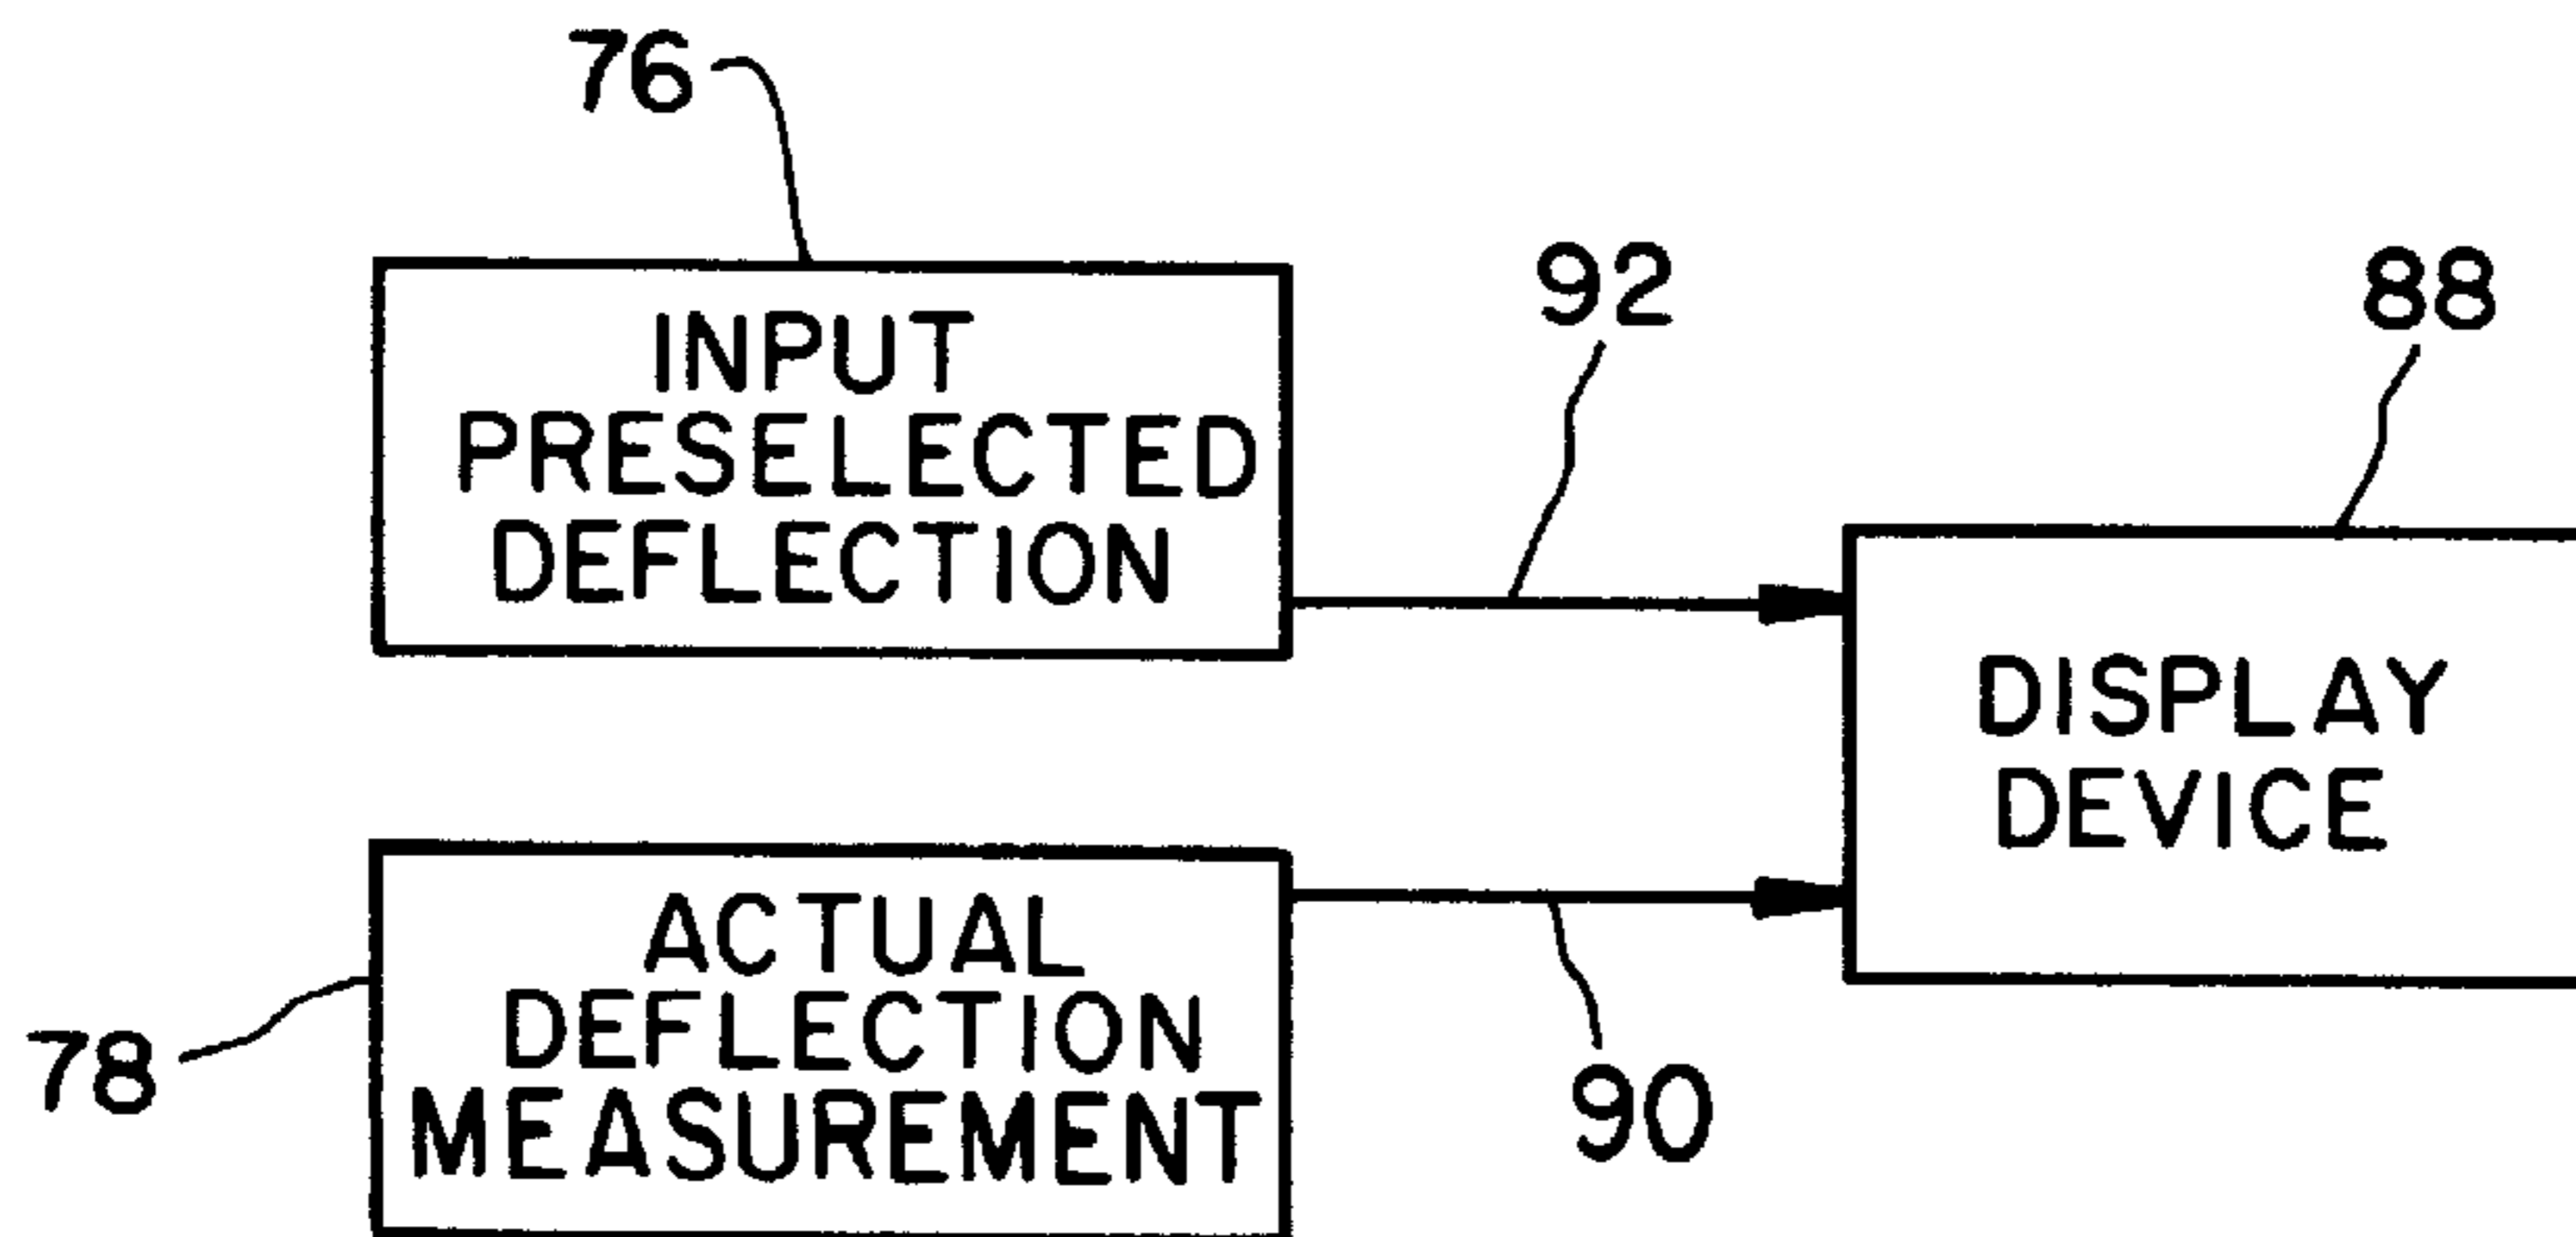 76
INPUT
PRESELECTED
DEFLECTION
92
88
DISPLAY
DEVICE
ACTUAL
DEFLECTION
MEASUREMENT
78
90